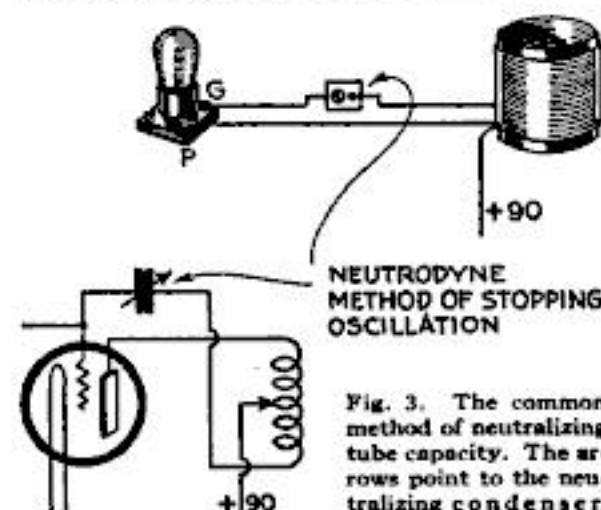 G
P
+90
NEUTRODYNE
METHOD OF STOPPING
OSCILLATION
Fig. 3. The common
method of neutralizing
tube capacity. The ar-
rows point to the neu-
tralizing condenser
+90